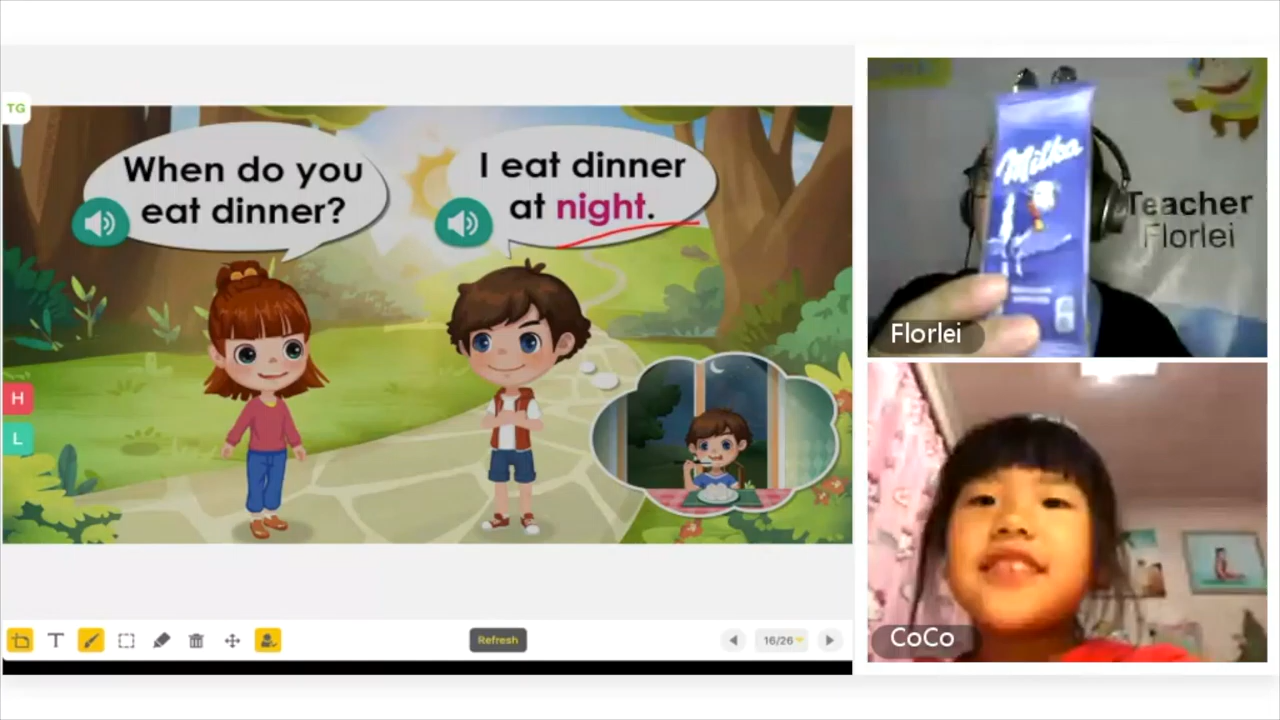 TG
When do you
eat dinner?
I eat dinner
at night.
H
L
T
Refresh
16/26
Milka
Teacher
Florlei
Florlei
CoCo